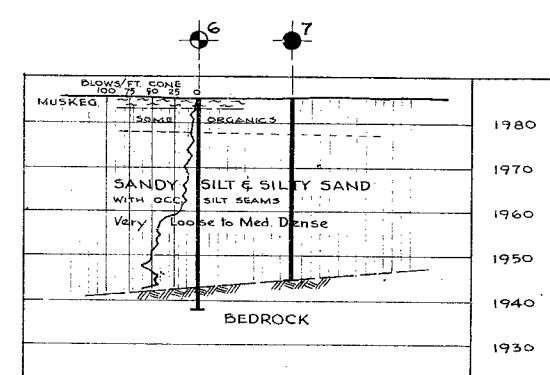 6 7
BLOWS/FT. CONE
100 75 50 25 0
MUSKEG
SOME ORGANICS
1980
1970
SANDY SILT & SILTY SAND
WITH OCC. SILT SEAMS
1960
Very Loose to Med. Dense
1950
1940
BEDROCK
1930